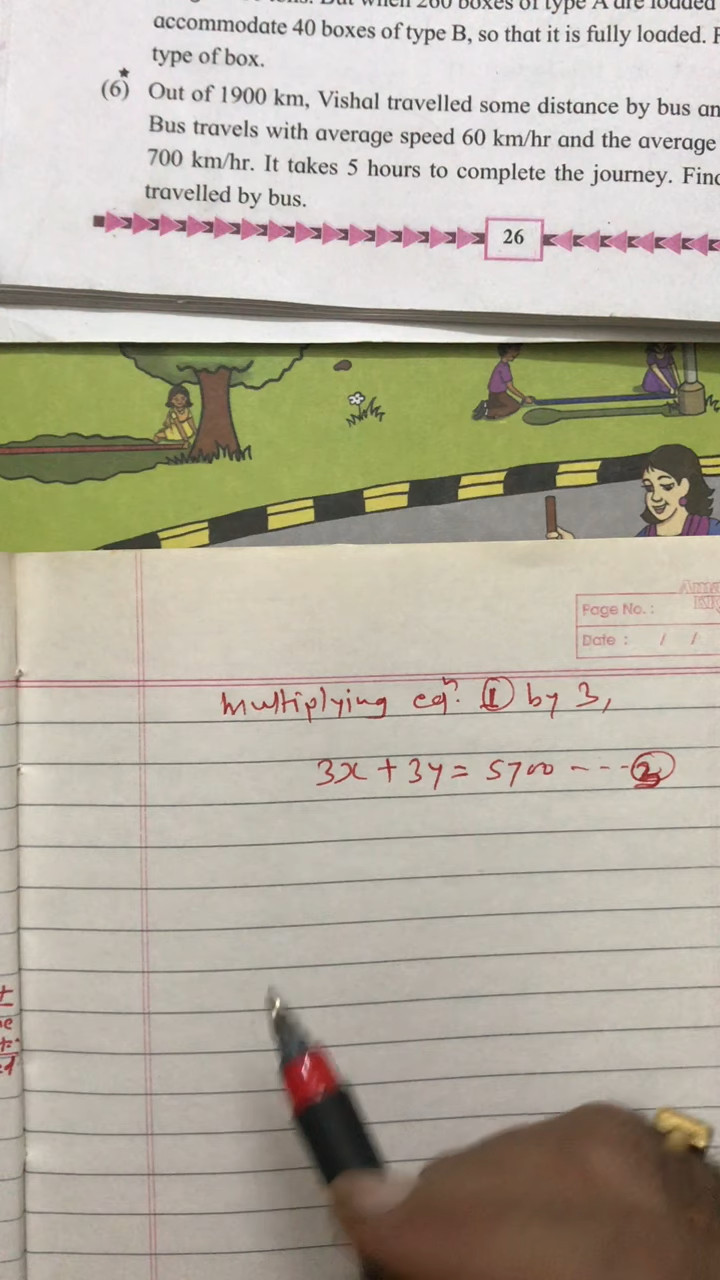 accommodate 40 boxes of type B, so that it is fully loaded.
type of box.
(6) Out of 1900 km, Vishal travelled some distance by bus an
Bus travels with average speed 60 km/hr and the average
700 km/hr. It takes 5 hours to complete the journey. Find
travelled by bus.
26
Page No. :
Date : / /
Multiplying eqn. ① by 3,
3x + 3y = 5700 --- ②